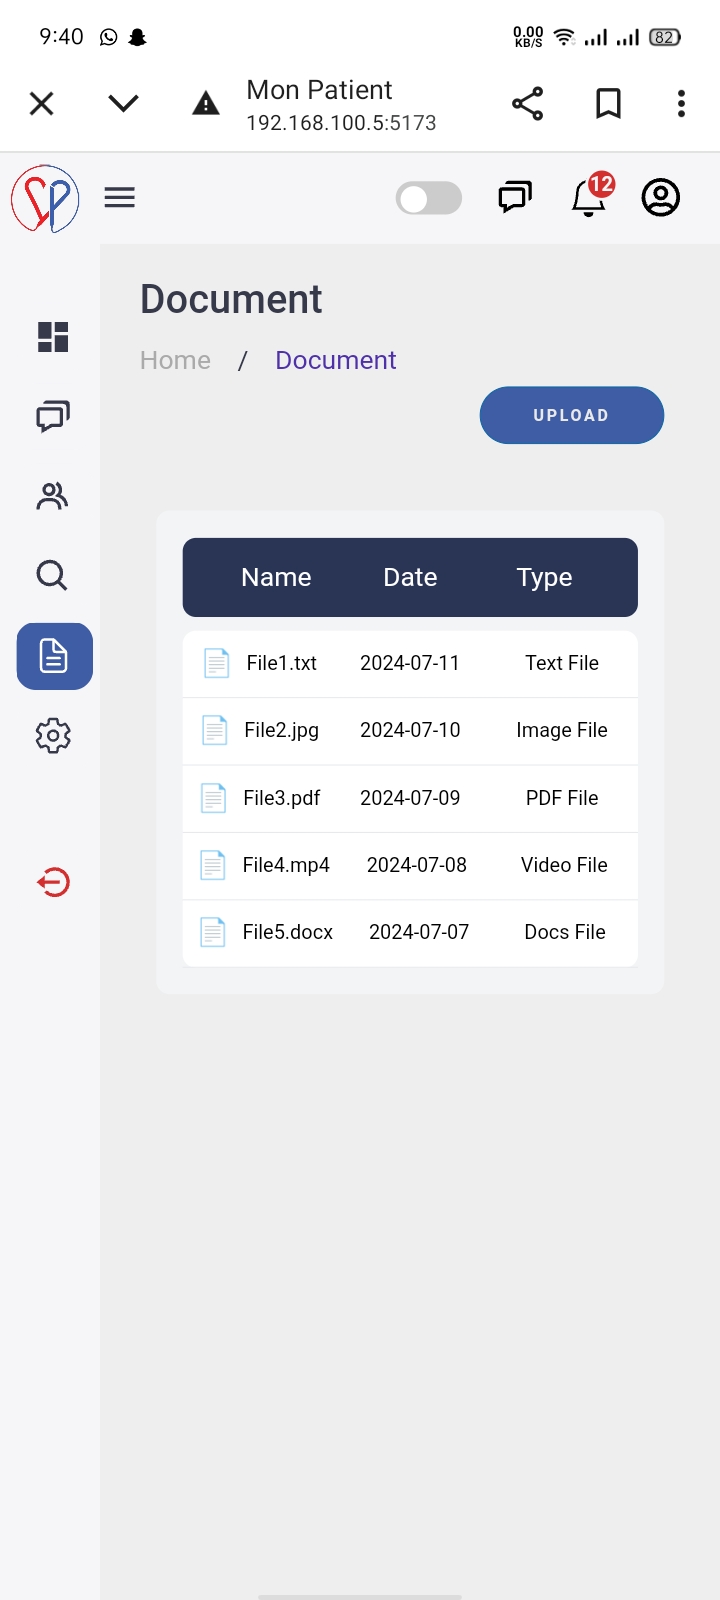 9:40 0.00 KB/S 82
Mon Patient
192.168.100.5:5173
12
Document
Home / Document
UPLOAD
Name Date Type
File1.txt 2024-07-11 Text File
File2.jpg 2024-07-10 Image File
File3.pdf 2024-07-09 PDF File
File4.mp4 2024-07-08 Video File
File5.docx 2024-07-07 Docs File